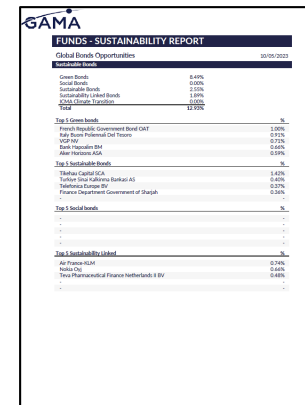 GAMA
FUNDS - SUSTAINABILITY REPORT
Global Bonds Opportunities 10/05/2023
Sustainable Bonds
Green Bonds 8.49%
Social Bonds 0.00%
Sustainable Bonds 2.55%
Sustainability Linked Bonds 1.89%
ICMA Climate Transition 0.00%
Total 12.93%
Top 5 Green bonds %
French Republic Government Bond OAT 1.00%
Italy Buoni Poliennali Del Tesoro 0.91%
VGP NV 0.71%
Bank Hapoalim BM 0.66%
Aker Horizons ASA 0.59%
Top 5 Sustainable Bonds %
Tikehau Capital SCA 1.42%
Turkiye Sinai Kalkinma Bankasi AS 0.40%
Telefonica Europe BV 0.37%
Finance Department Government of Sharjah 0.36%
- -
Top 5 Social bonds %
- -
- -
- -
- -
- -
Top 5 Sustainability Linked %
Air France-KLM 0.74%
Nokia Oyj 0.66%
Teva Pharmaceutical Finance Netherlands II BV 0.48%
- -
- -